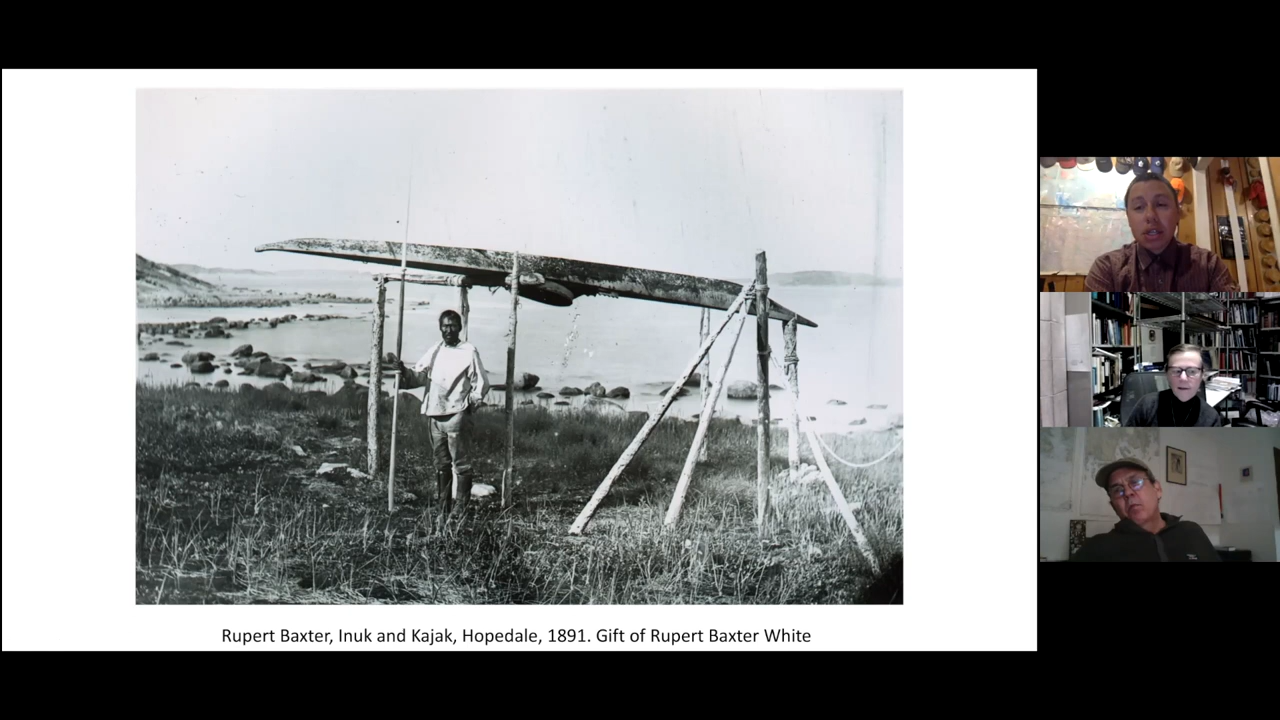 Rupert Baxter, Inuk and Kajak, Hopedale, 1891. Gift of Rupert Baxter White